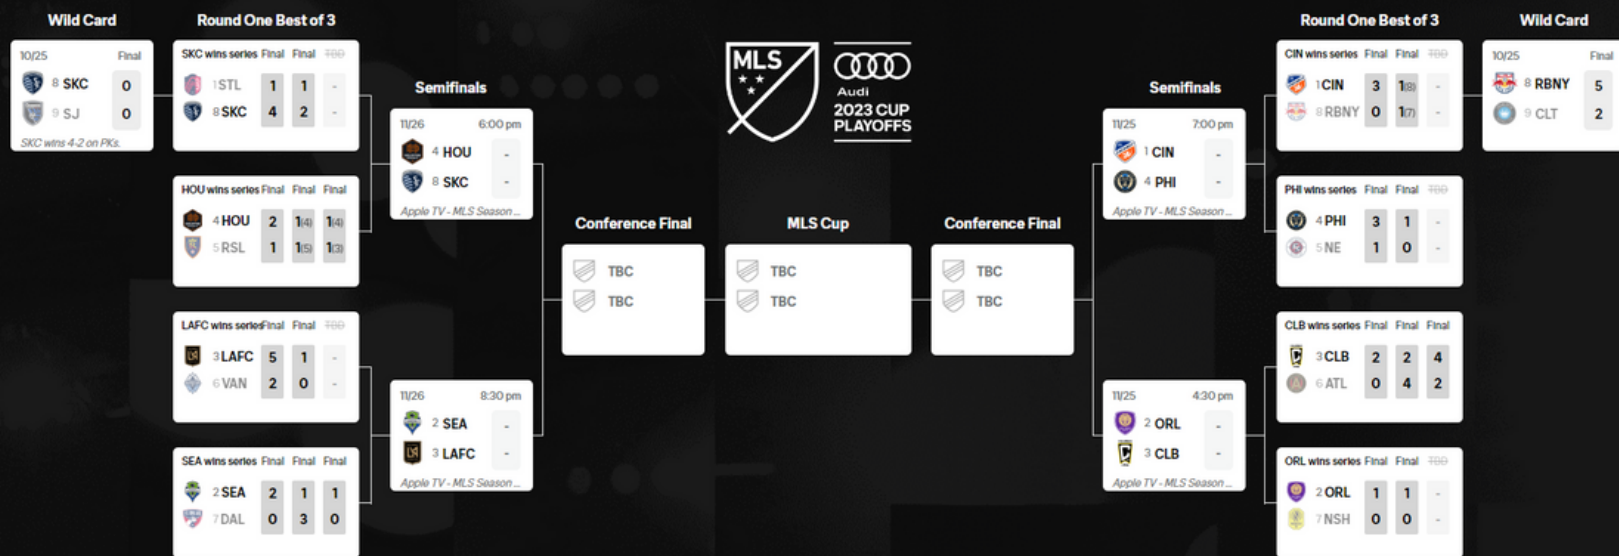 Wild Card
Round One Best of 3
Round One Best of 3
Wild Card
10/25 Final
8 SKC 0
9 SJ 0
SKC wins 4-2 on PKs.
SKC wins series Final Final TBD
1 STL 1 1 -
8 SKC 4 2 -
HOU wins series Final Final Final
4 HOU 2 1(4) 1(4)
5 RSL 1 1(5) 1(3)
LAFC wins series Final Final TBD
3 LAFC 5 1 -
6 VAN 2 0 -
SEA wins series Final Final Final
2 SEA 2 1 1
7 DAL 0 3 0
Semifinals
11/26 6:00 pm
4 HOU -
8 SKC -
Apple TV - MLS Season ...
11/26 8:30 pm
2 SEA -
3 LAFC -
Apple TV - MLS Season ...
Conference Final
TBC
TBC
MLS
Audi
2023 CUP
PLAYOFFS
MLS Cup
TBC
TBC
Conference Final
TBC
TBC
Semifinals
11/25 7:00 pm
1 CIN -
4 PHI -
Apple TV - MLS Season ...
11/25 4:30 pm
2 ORL -
3 CLB -
Apple TV - MLS Season ...
CIN wins series Final Final TBD
1 CIN 3 1(8) -
8 RBNY 0 1(7) -
PHI wins series Final Final TBD
4 PHI 3 1 -
5 NE 1 0 -
CLB wins series Final Final Final
3 CLB 2 2 4
6 ATL 0 4 2
ORL wins series Final Final TBD
2 ORL 1 1 -
7 NSH 0 0 -
10/25 Final
8 RBNY 5
9 CLT 2